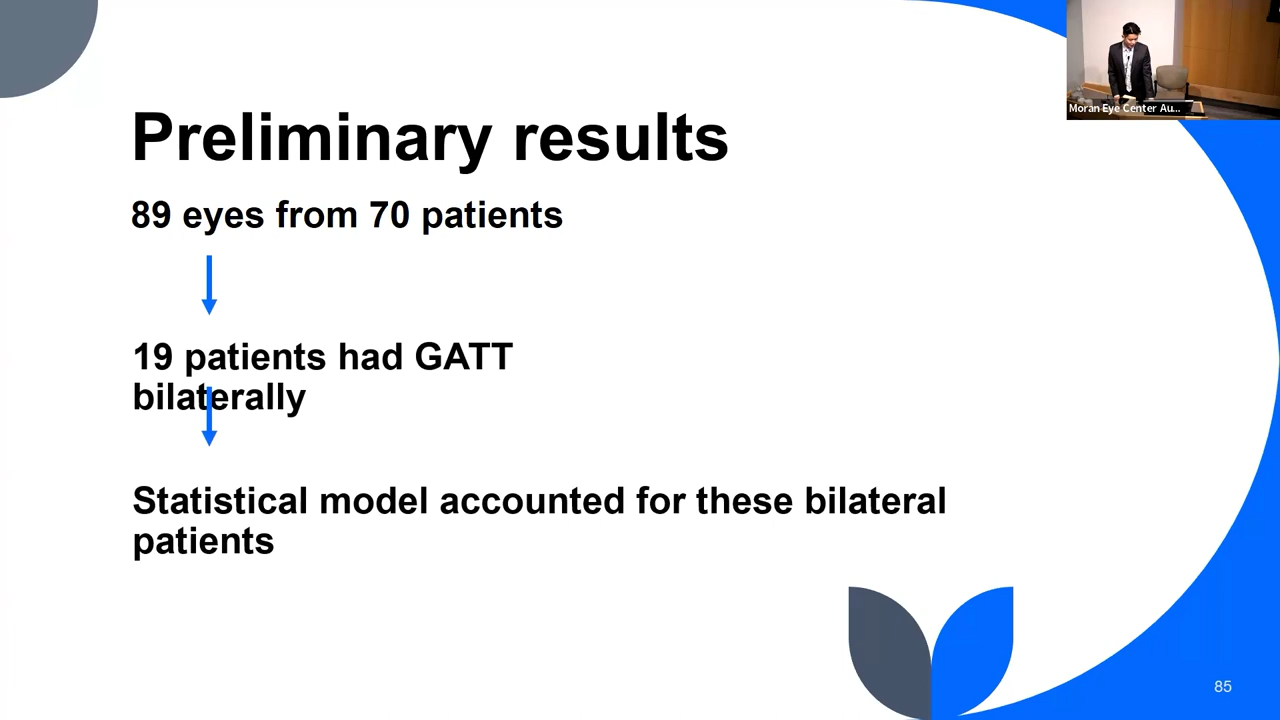 Moran Eye Center Au...
Preliminary results
89 eyes from 70 patients
19 patients had GATT
bilaterally
Statistical model accounted for these bilateral
patients
85